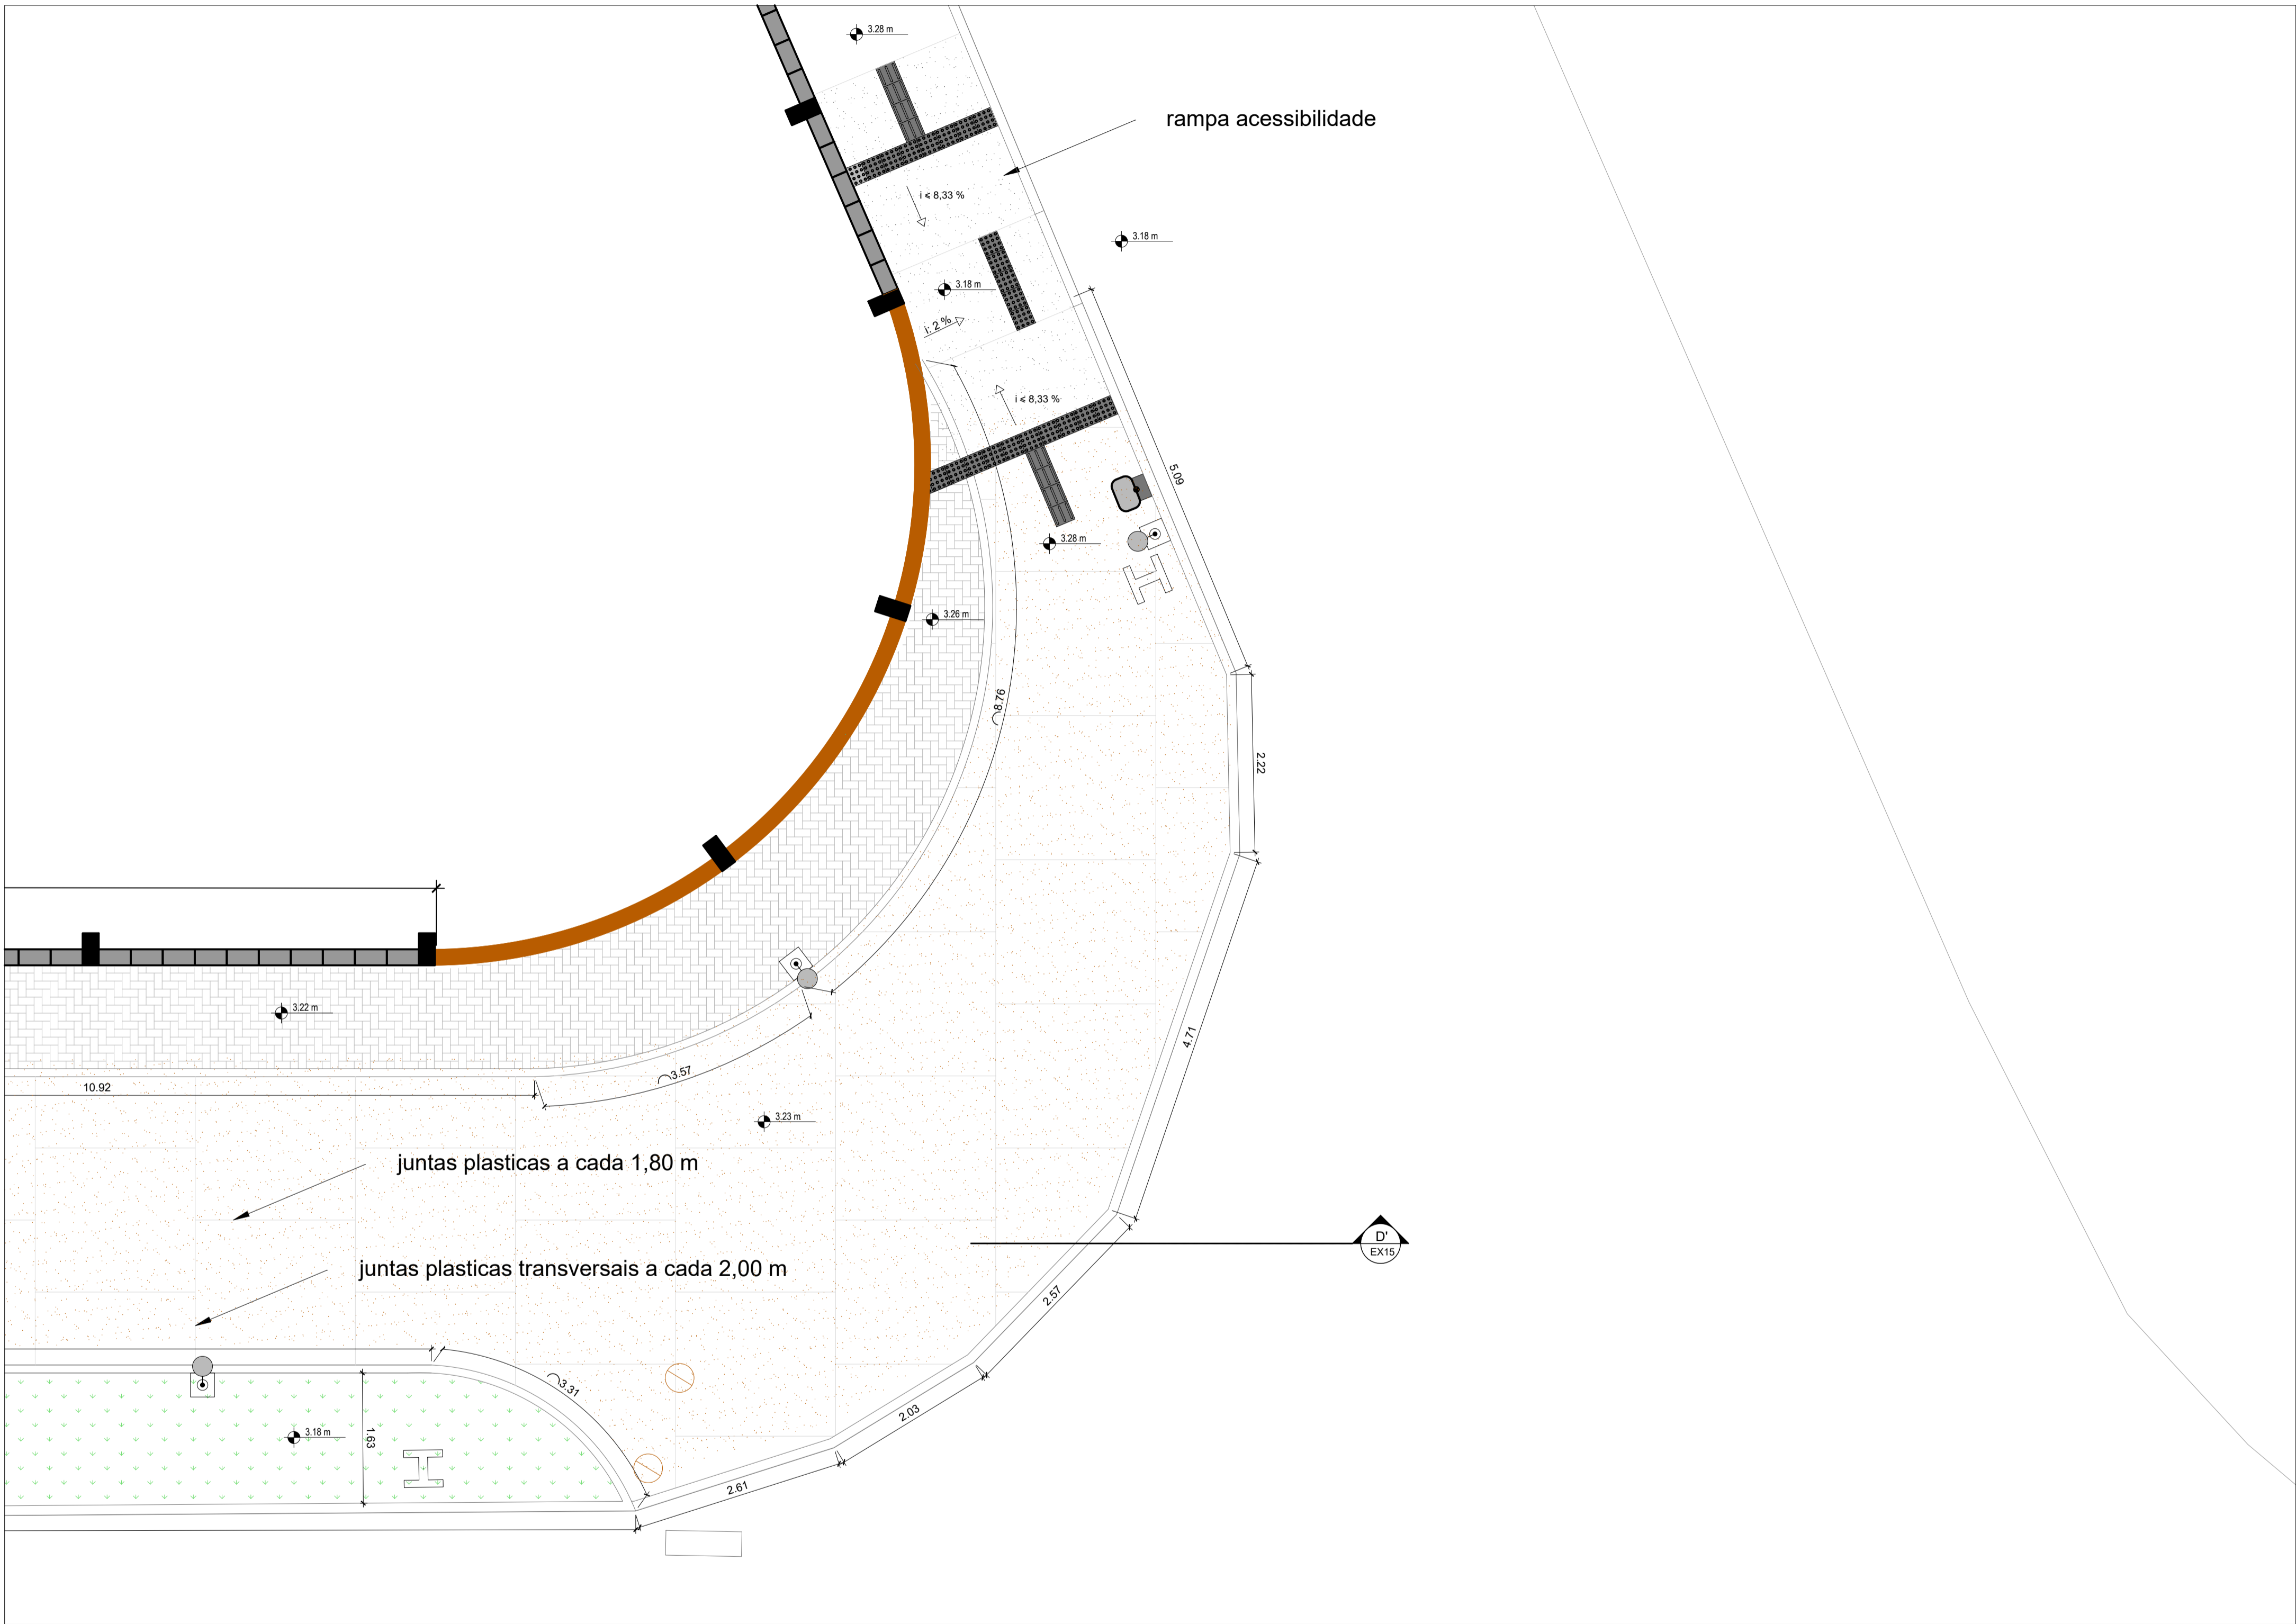 3.28 m
rampa acessibilidade
i ⩽ 8,33 %
3.18 m
3.18 m
i: 2 %
i ⩽ 8,33 %
5.09
3.28 m
3.26 m
8.76
2.22
3.22 m
4.71
3.57
10.92
3.23 m
juntas plasticas a cada 1,80 m
D'
EX15
juntas plasticas transversais a cada 2,00 m
2.57
3.31
2.03
3.18 m
1.63
2.61